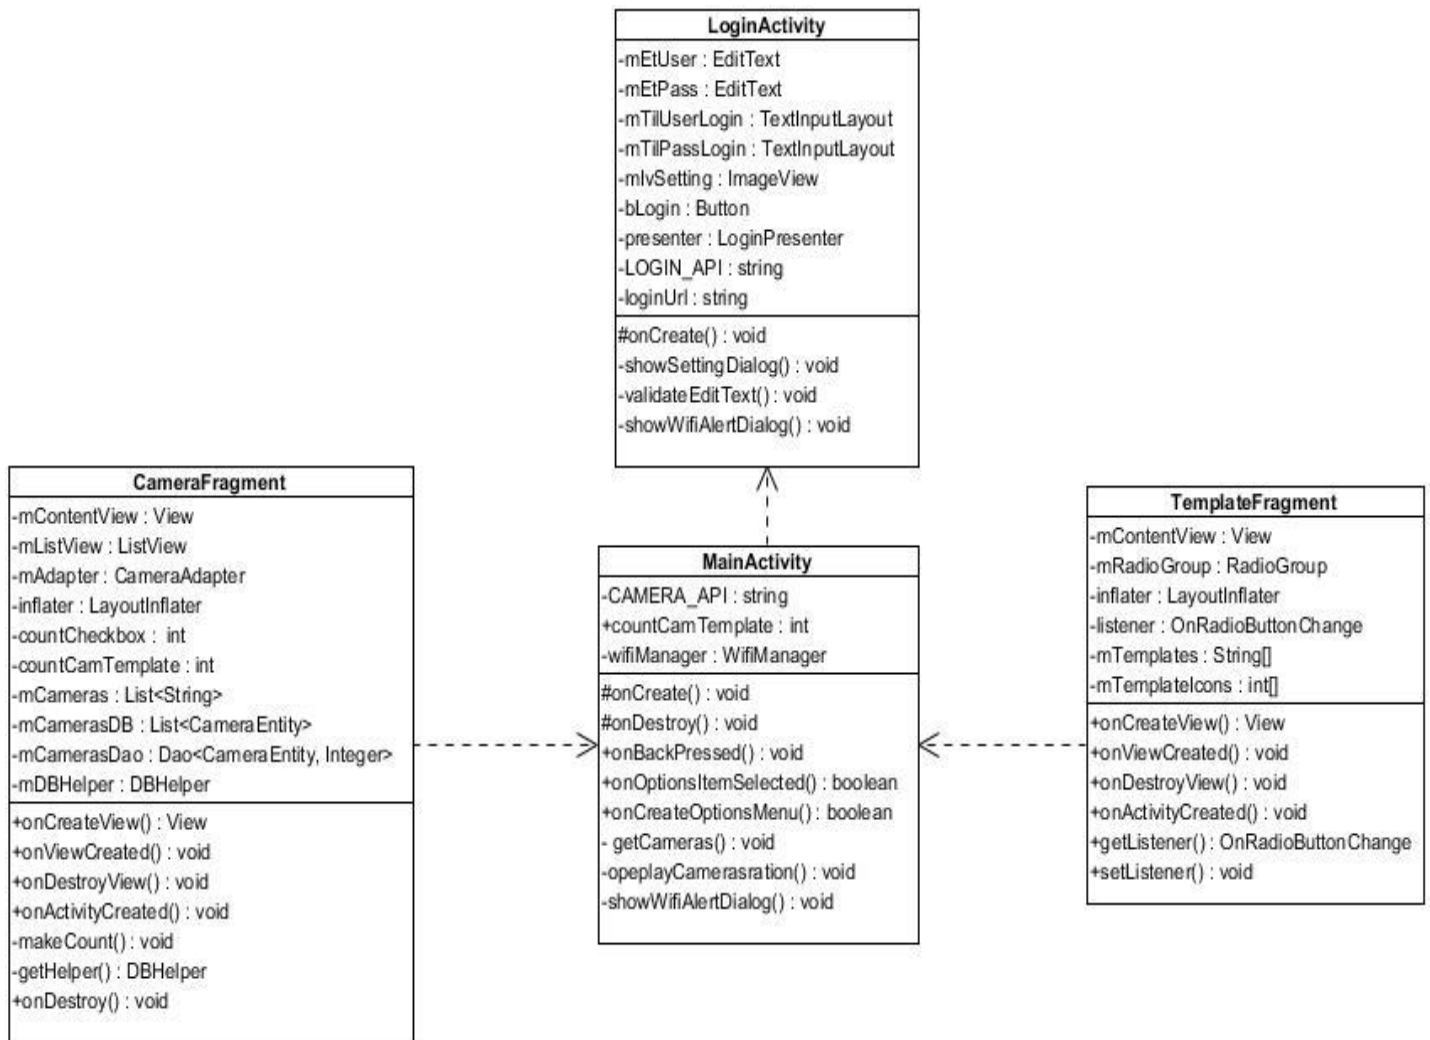 LoginActivity
-mEtUser : EditText
-mEtPass : EditText
-mTilUserLogin : TextInputLayout
-mTilPassLogin : TextInputLayout
-mIvSetting : ImageView
-bLogin : Button
-presenter : LoginPresenter
-LOGIN_API : string
-loginUrl : string
#onCreate() : void
-showSettingDialog() : void
-validateEditText() : void
-showWifiAlertDialog() : void
CameraFragment
-mContentView : View
-mListView : ListView
-mAdapter : CameraAdapter
-inflater : LayoutInflater
-countCheckbox : int
-countCamTemplate : int
-mCameras : List<String>
-mCamerasDB : List<CameraEntity>
-mCamerasDao : Dao<CameraEntity, Integer>
-mDBHelper : DBHelper
+onCreateView() : View
+onViewCreated() : void
+onDestroyView() : void
+onActivityCreated() : void
-makeCount() : void
-getHelper() : DBHelper
+onDestroy() : void
MainActivity
-CAMERA_API : string
+countCamTemplate : int
-wifiManager : WifiManager
#onCreate() : void
#onDestroy() : void
+onBackPressed() : void
+onOptionsItemSelected() : boolean
+onCreateOptionsMenu() : boolean
- getCameras() : void
-opeplayCamerasration() : void
-showWifiAlertDialog() : void
TemplateFragment
-mContentView : View
-mRadioGroup : RadioGroup
-inflater : LayoutInflater
-listener : OnRadioButtonChange
-mTemplates : String[]
-mTemplateIcons : int[]
+onCreateView() : View
+onViewCreated() : void
+onDestroyView() : void
+onActivityCreated() : void
+getListener() : OnRadioButtonChange
+setListener() : void